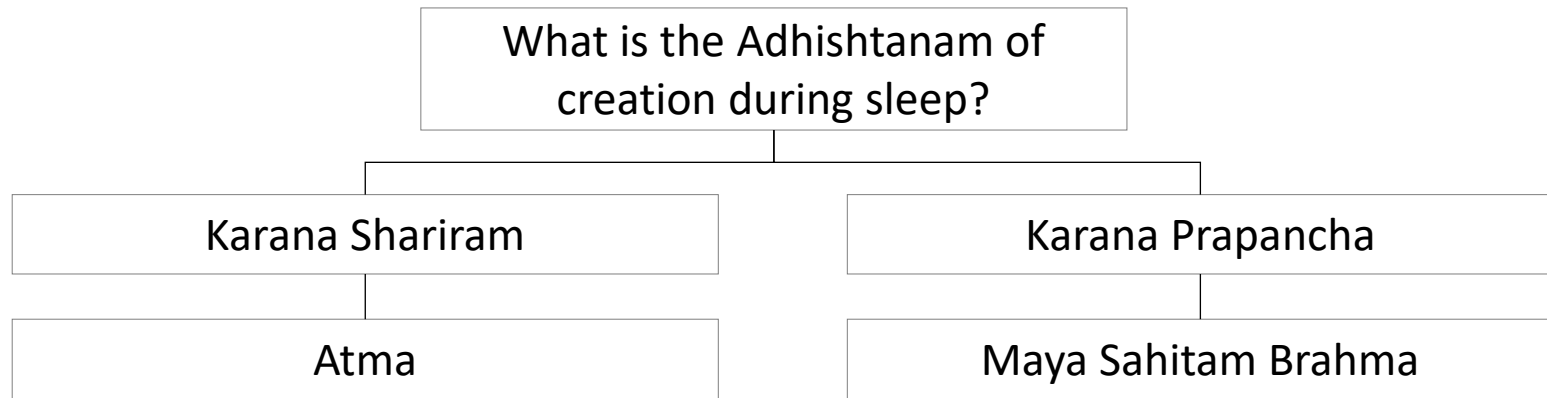 What is the Adhishtanam of
creation during sleep?
Karana Shariram
Karana Prapancha
Atma
Maya Sahitam Brahma